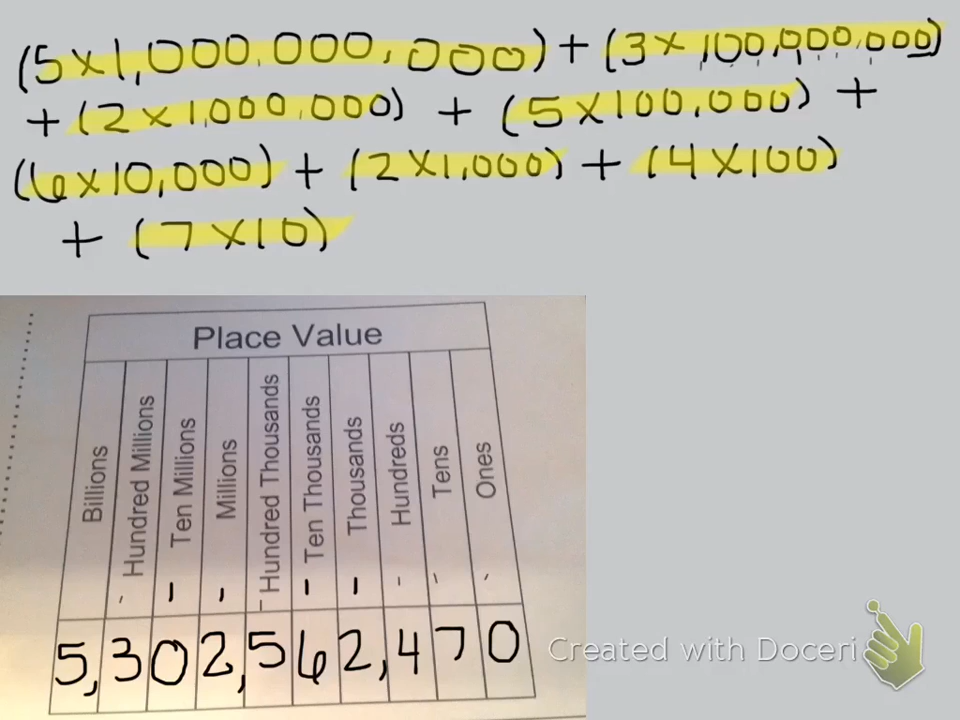 (5×1,000,000,000)+(3×100,000,000)
+(2×1,000,000) + (5×100,000) +
(6×10,000) + (2×1,000) + (4×100)
+ (7×10)
Place Value
Billions
Hundred Millions
Ten Millions
Millions
Hundred Thousands
Ten Thousands
Thousands
Hundreds
Tens
Ones
5,302,562,470
Created with Doceri